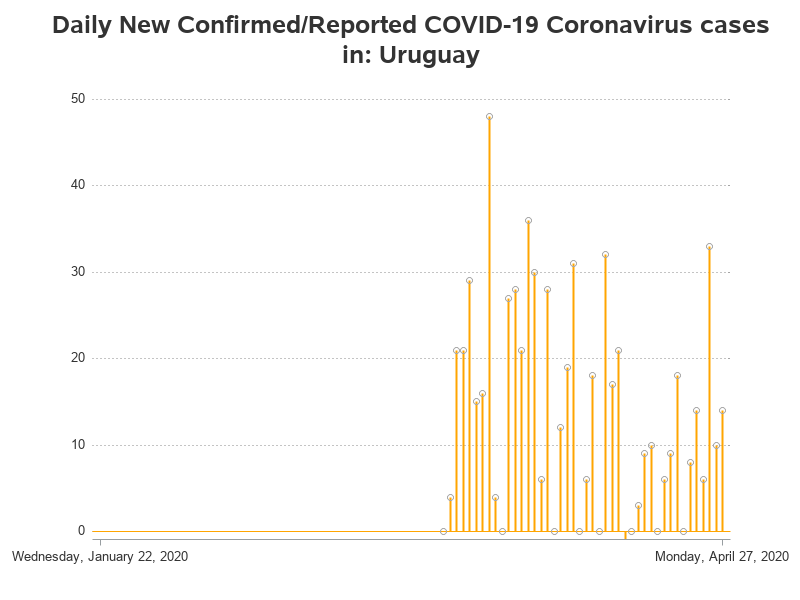 Daily New Confirmed/Reported COVID-19 Coronavirus cases
in: Uruguay
50
40
30
20
10
0
Wednesday, January 22, 2020
Monday, April 27, 2020